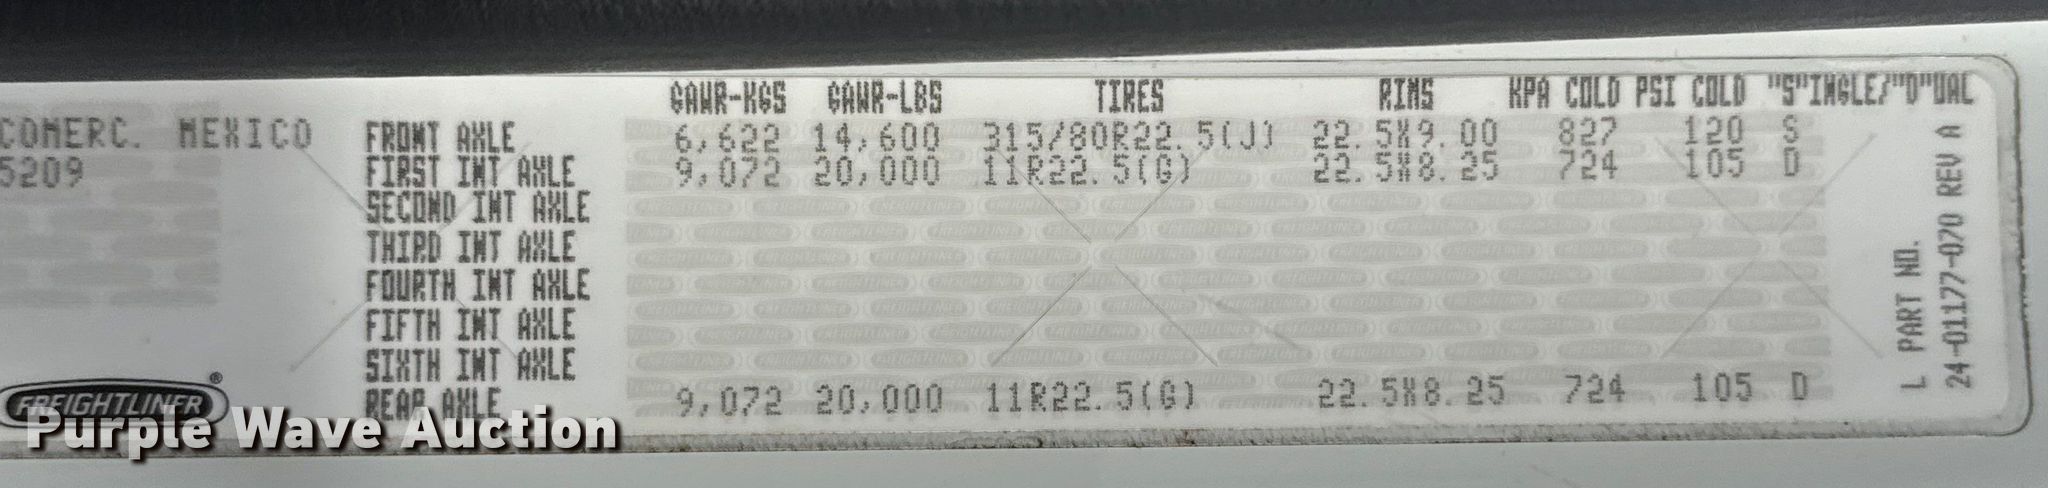 GAWR-KGS GAWR-LBS TIRES RIMS KPA COLD PSI COLD "S"INGLE/"D"UAL
COMERC. MEXICO FRONT AXLE 6,622 14,600 315/80R22.5(J) 22.5X9.00 827 120 S
5209 FIRST INT AXLE 9,072 20,000 11R22.5(G) 22.5X8.25 724 105 D
SECOND INT AXLE
THIRD INT AXLE
FOURTH INT AXLE
FIFTH INT AXLE
SIXTH INT AXLE
REAR AXLE 9,072 20,000 11R22.5(G) 22.5X8.25 724 105 D
L PART NO.
24-01177-070 REV A
FREIGHTLINER®
Purple Wave Auction